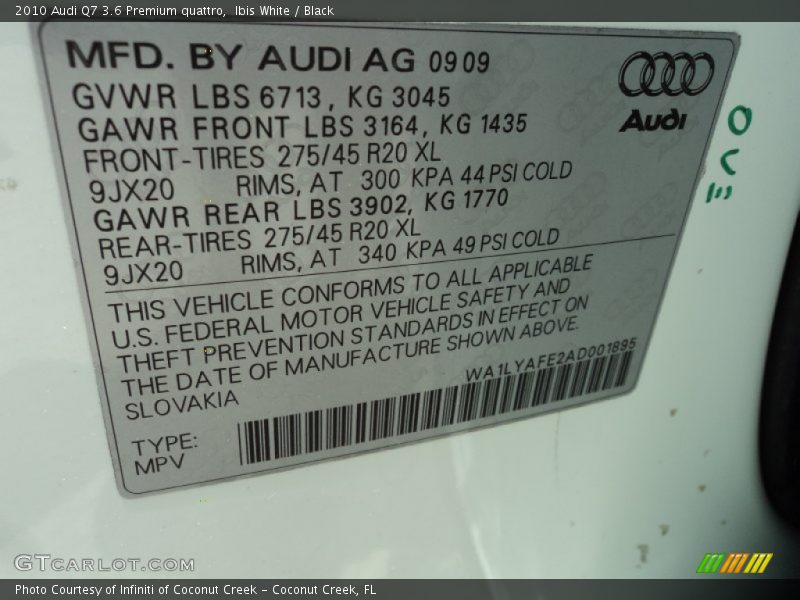 2010 Audi Q7 3.6 Premium quattro,  Ibis White / Black
MFD. BY AUDI AG 09 09
GVWR LBS 6713, KG 3045
GAWR FRONT LBS 3164, KG 1435
FRONT-TIRES 275/45 R20 XL
9JX20 RIMS, AT 300 KPA 44 PSI COLD
GAWR REAR LBS 3902, KG 1770
REAR-TIRES 275/45 R20 XL
9JX20 RIMS, AT 340 KPA 49 PSI COLD
Audi
THIS VEHICLE CONFORMS TO ALL APPLICABLE
U.S. FEDERAL MOTOR VEHICLE SAFETY AND
THEFT PREVENTION STANDARDS IN EFFECT ON
THE DATE OF MANUFACTURE SHOWN ABOVE.
SLOVAKIA WA1LYAFE2AD001895
TYPE:
MPV
GTCARLOT.COM
Photo Courtesy of Infiniti of Coconut Creek - Coconut Creek, FL